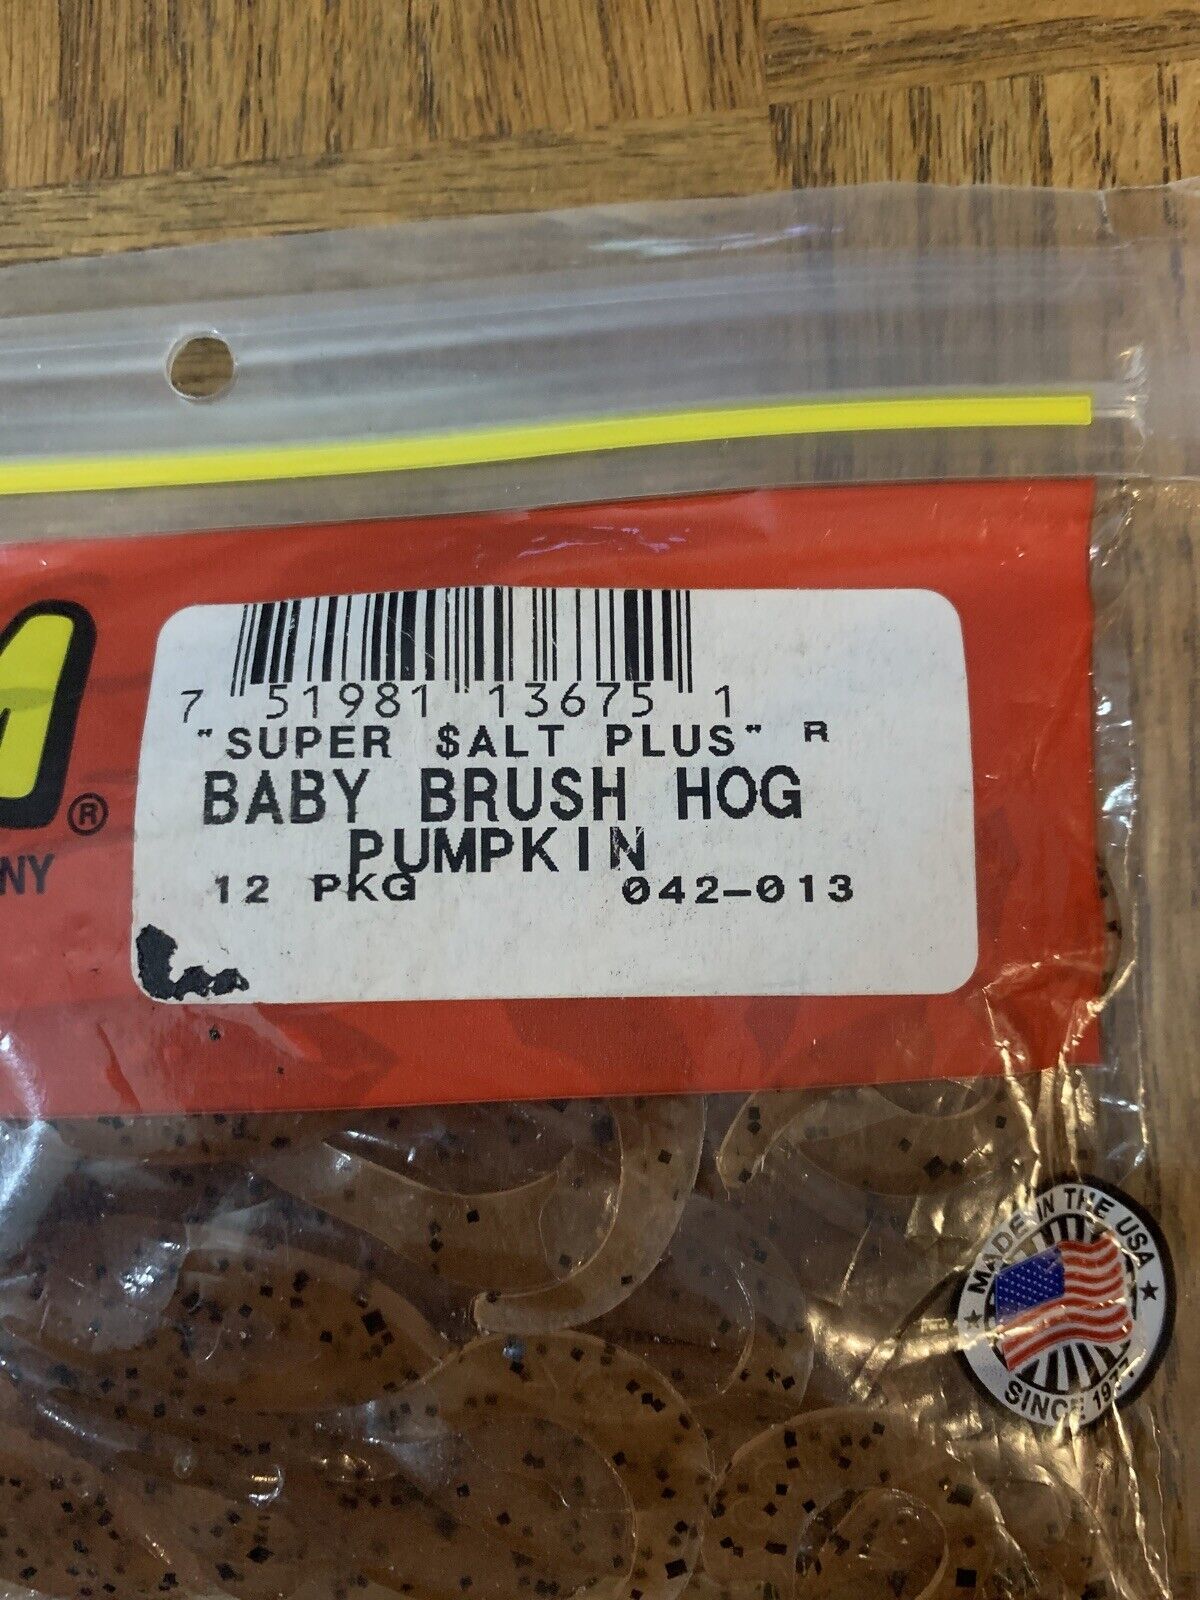 M®
NY
7 51981 13675 1
"SUPER $ALT PLUS" R
BABY BRUSH HOG
PUMPKIN
12 PKG 042-013
MADE IN THE USA
SINCE 1977